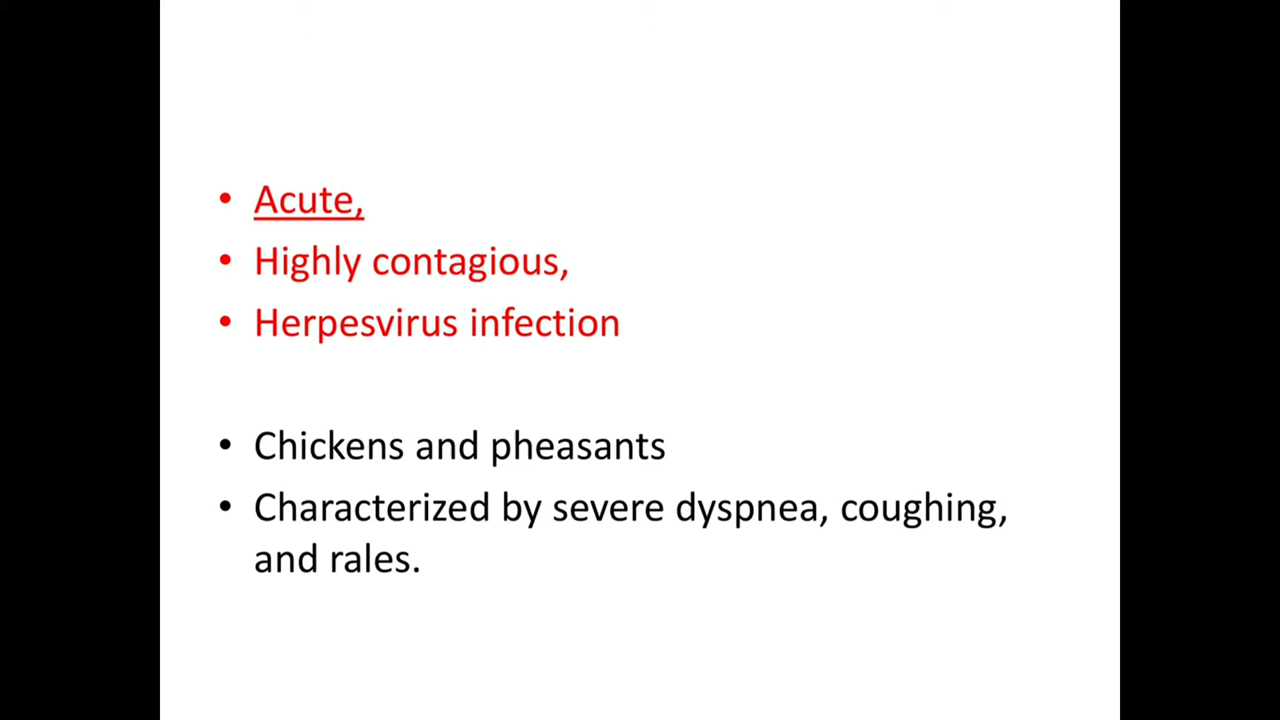 • Acute,
• Highly contagious,
• Herpesvirus infection
• Chickens and pheasants
• Characterized by severe dyspnea, coughing,
and rales.